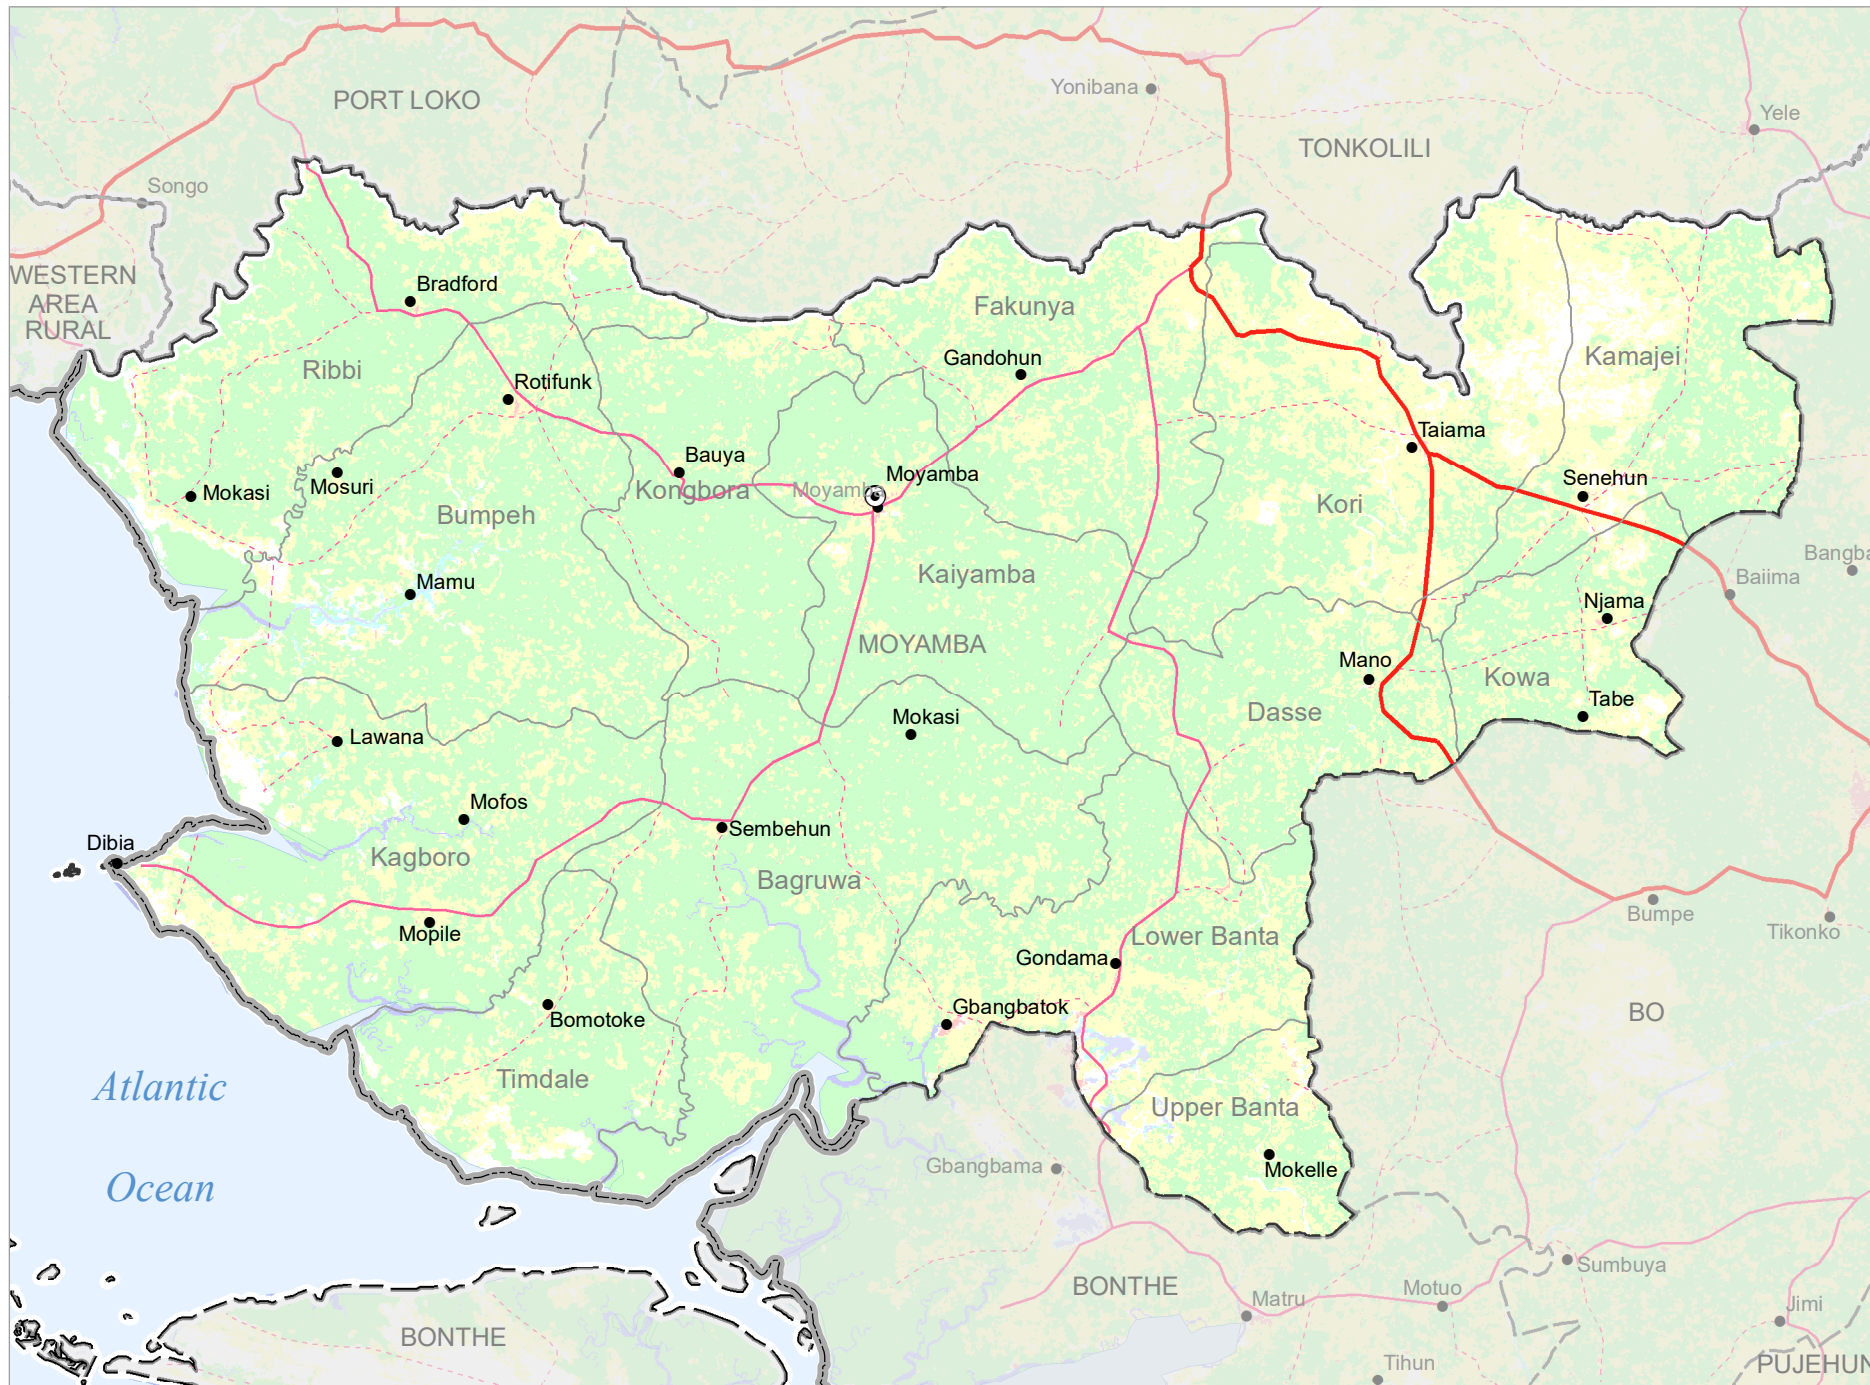 PORT LOKO
Yonibana
Yele
TONKOLILI
Songo
WESTERN
AREA
RURAL
Bradford
Fakunya
Kamajei
Gandohun
Ribbi
Rotifunk
Taiama
Bauya
Moyamba
Senehun
Mokasi
Mosuri
Kongbora
Moyamba
Kori
Bumpeh
Bangba
Kaiyamba
Baiima
Mamu
Njama
MOYAMBA
Mano
Kowa
Tabe
Mokasi
Dasse
Lawana
Mofos
Sembehun
Dibia
Kagboro
Bagruwa
Bumpe
Mopile
Lower Banta
Tikonko
Gondama
Gbangbatok
BO
Bomotoke
Timdale
Atlantic
Ocean
Upper Banta
Gbangbama
Mokelle
Sumbuya
BONTHE
Motuo
Matru
Jimi
BONTHE
Tihun
PUJEHUN